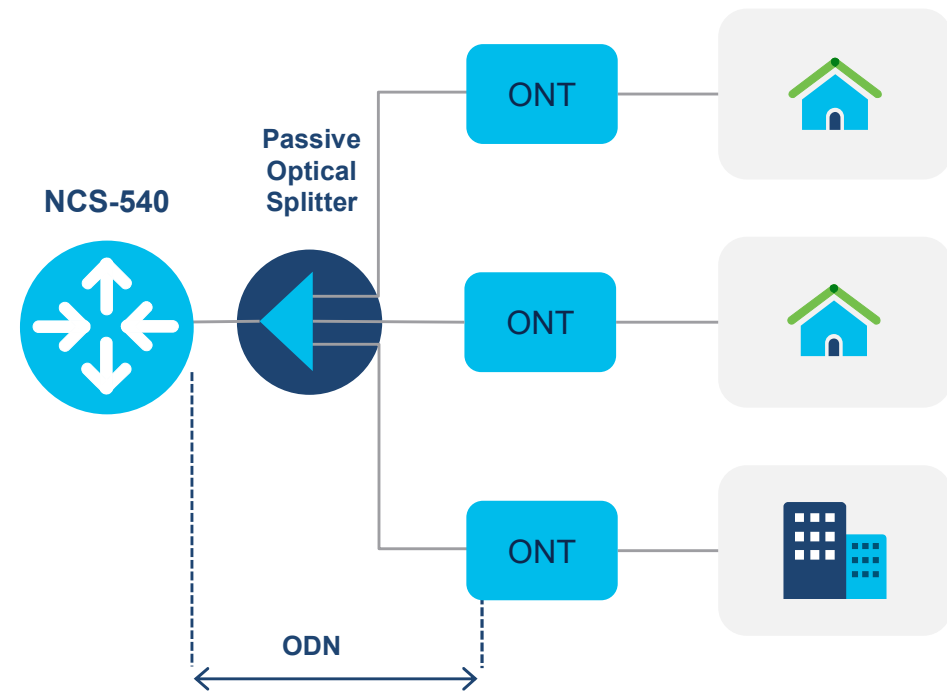 NCS-540
Passive
Optical
Splitter
ONT
ONT
ONT
ODN